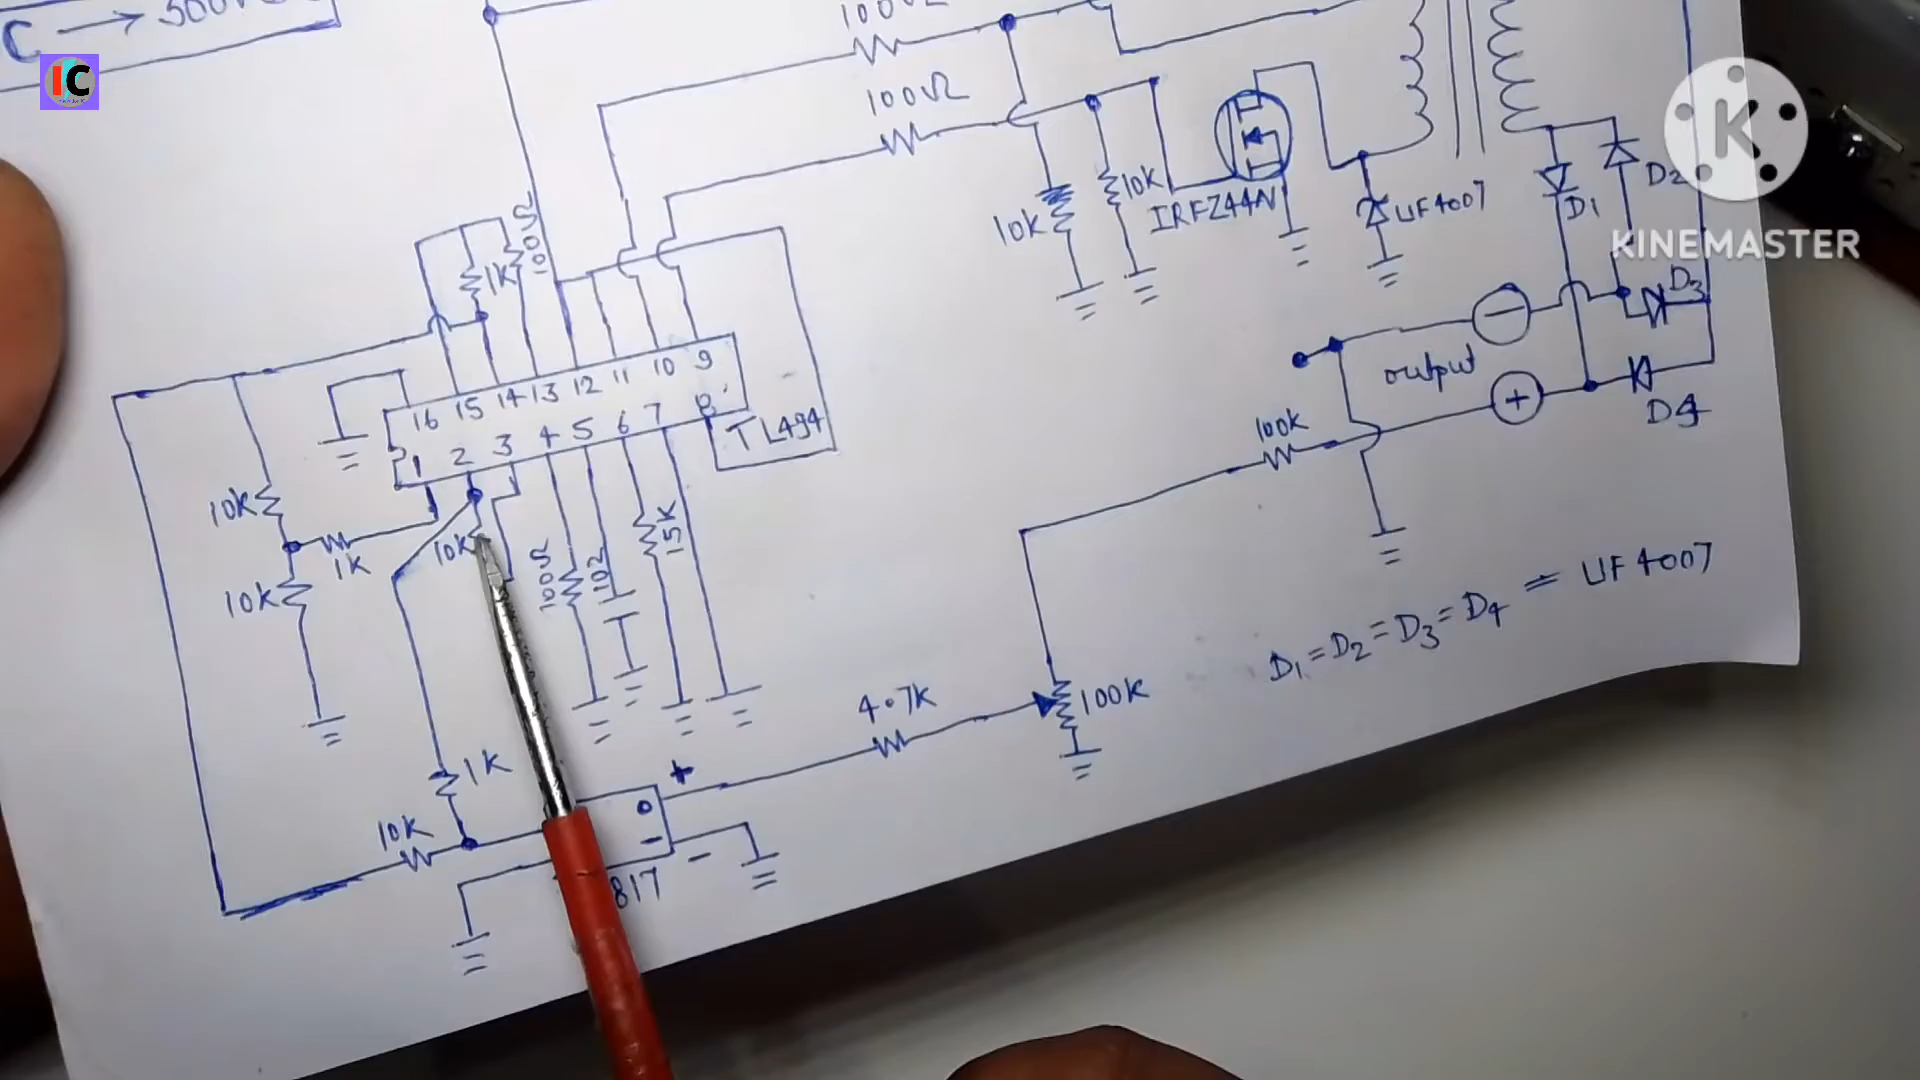 C → 500V
IC
100Ω
100Ω
K
KINEMASTER
10K
10K
IRFZ44N
UF4007
D1
D2
D3
D4
100Ω
1K
16 15 14 13 12 11 10 9
1 2 3 4 5 6 7 8
TL494
output
−
+
100K
10K
1K
10K
10K
100Ω
102
15K
D1=D2=D3=D4 = UF4007
4.7K
100K
1K
10K
+
−
817